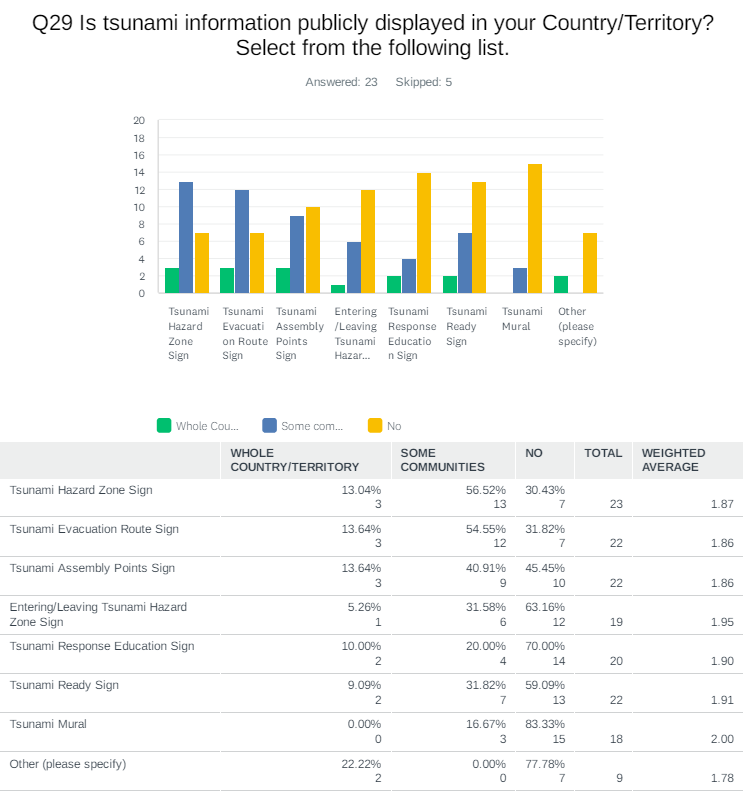 Q29 Is tsunami information publicly displayed in your Country/Territory?
Select from the following list.
Answered: 23 Skipped: 5
20
18
16
14
12
10
8
6
4
2
0
Tsunami
Hazard
Zone
Sign
Tsunami
Evacuati
on Route
Sign
Tsunami
Assembly
Points
Sign
Entering
/Leaving
Tsunami
Hazar...
Tsunami
Response
Educatio
n Sign
Tsunami
Ready
Sign
Tsunami
Mural
Other
(please
specify)
Whole Cou... Some com... No
WHOLE
COUNTRY/TERRITORY
SOME
COMMUNITIES
NO
TOTAL
WEIGHTED
AVERAGE
Tsunami Hazard Zone Sign 13.04% 56.52% 30.43%
3 13 7 23 1.87
Tsunami Evacuation Route Sign 13.64% 54.55% 31.82%
3 12 7 22 1.86
Tsunami Assembly Points Sign 13.64% 40.91% 45.45%
3 9 10 22 1.86
Entering/Leaving Tsunami Hazard 5.26% 31.58% 63.16%
Zone Sign 1 6 12 19 1.95
Tsunami Response Education Sign 10.00% 20.00% 70.00%
2 4 14 20 1.90
Tsunami Ready Sign 9.09% 31.82% 59.09%
2 7 13 22 1.91
Tsunami Mural 0.00% 16.67% 83.33%
0 3 15 18 2.00
Other (please specify) 22.22% 0.00% 77.78%
2 0 7 9 1.78